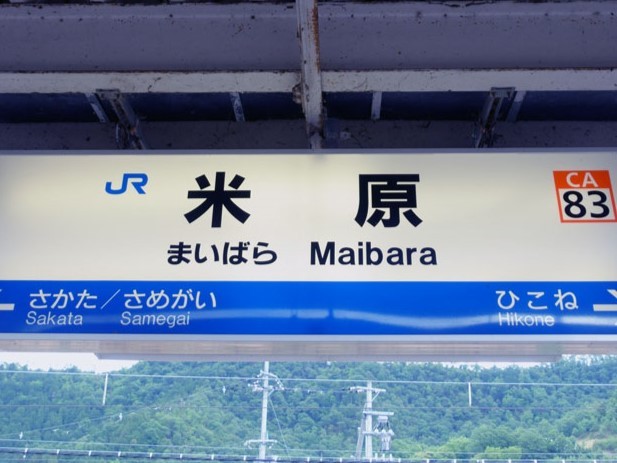 JR 米原 CA
83
まいばら Maibara
← さかた／さめがい ひこね →
Sakata Samegai Hikone